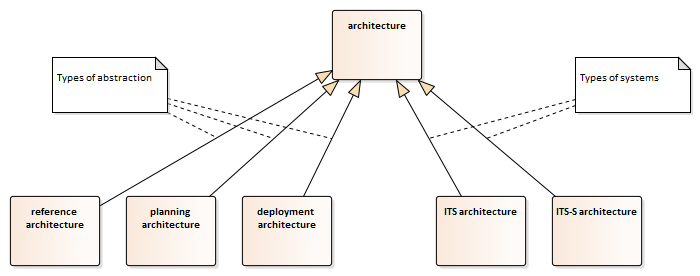 architecture
Types of abstraction
Types of systems
reference
architecture
planning
architecture
deployment
architecture
ITS architecture
ITS-S architecture